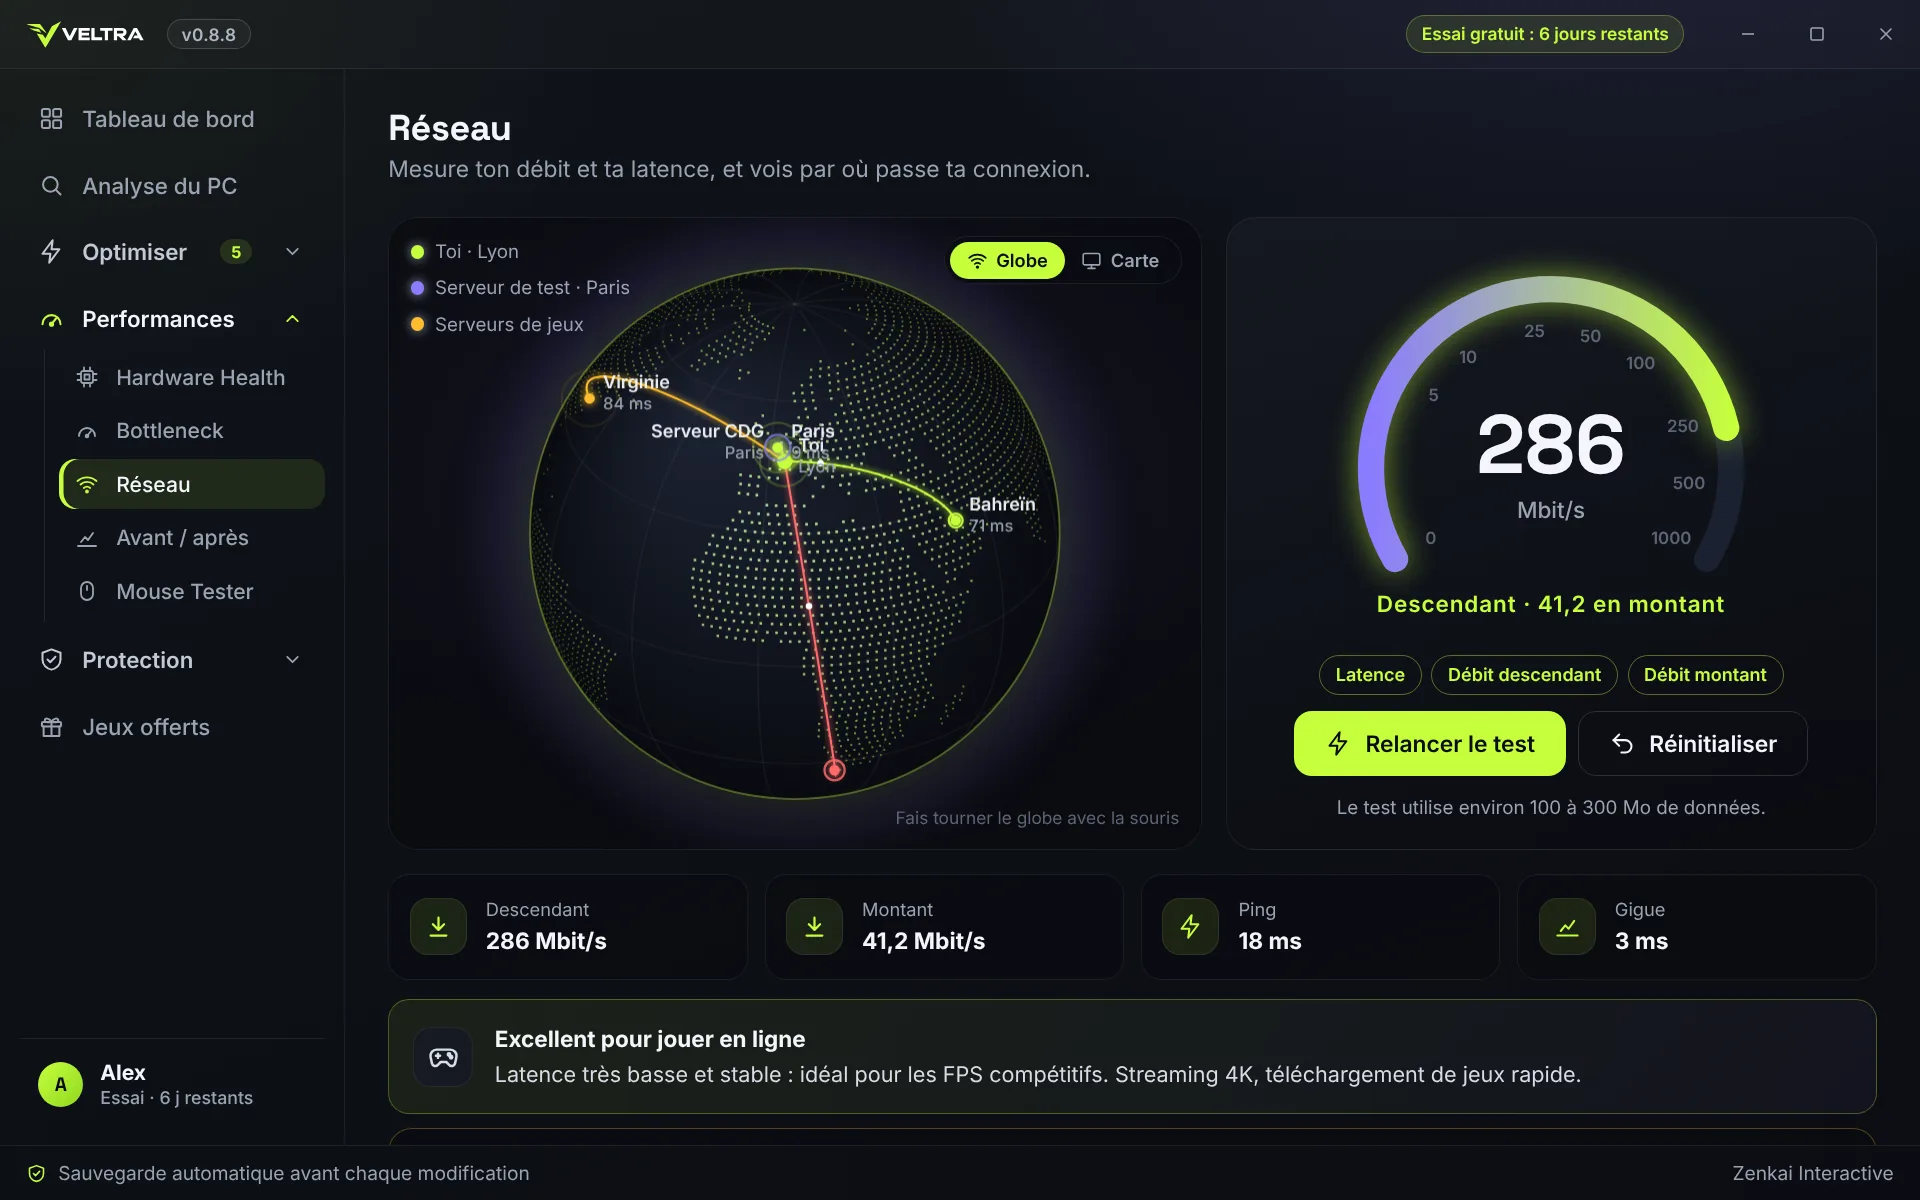 VELTRA
v0.8.8
Essai gratuit : 6 jours restants
Tableau de bord
Analyse du PC
Optimiser
5
Performances
Hardware Health
Bottleneck
Réseau
Avant / après
Mouse Tester
Protection
Jeux offerts
Alex
A
Essai · 6 j restants
Réseau
Mesure ton débit et ta latence, et vois par où passe ta connexion.
Toi · Lyon
Serveur de test · Paris
Serveurs de jeux
Globe
Carte
Virginie
84 ms
Serveur CDG
Paris
Paris
9 ms
Toi
Lyon
Bahreïn
71 ms
Fais tourner le globe avec la souris
0
5
10
25
50
100
250
500
1000
286
Mbit/s
Descendant · 41,2 en montant
Latence
Débit descendant
Débit montant
Relancer le test
Réinitialiser
Le test utilise environ 100 à 300 Mo de données.
Descendant
286 Mbit/s
Montant
41,2 Mbit/s
Ping
18 ms
Gigue
3 ms
Excellent pour jouer en ligne
Latence très basse et stable : idéal pour les FPS compétitifs. Streaming 4K, téléchargement de jeux rapide.
Sauvegarde automatique avant chaque modification
Zenkai Interactive